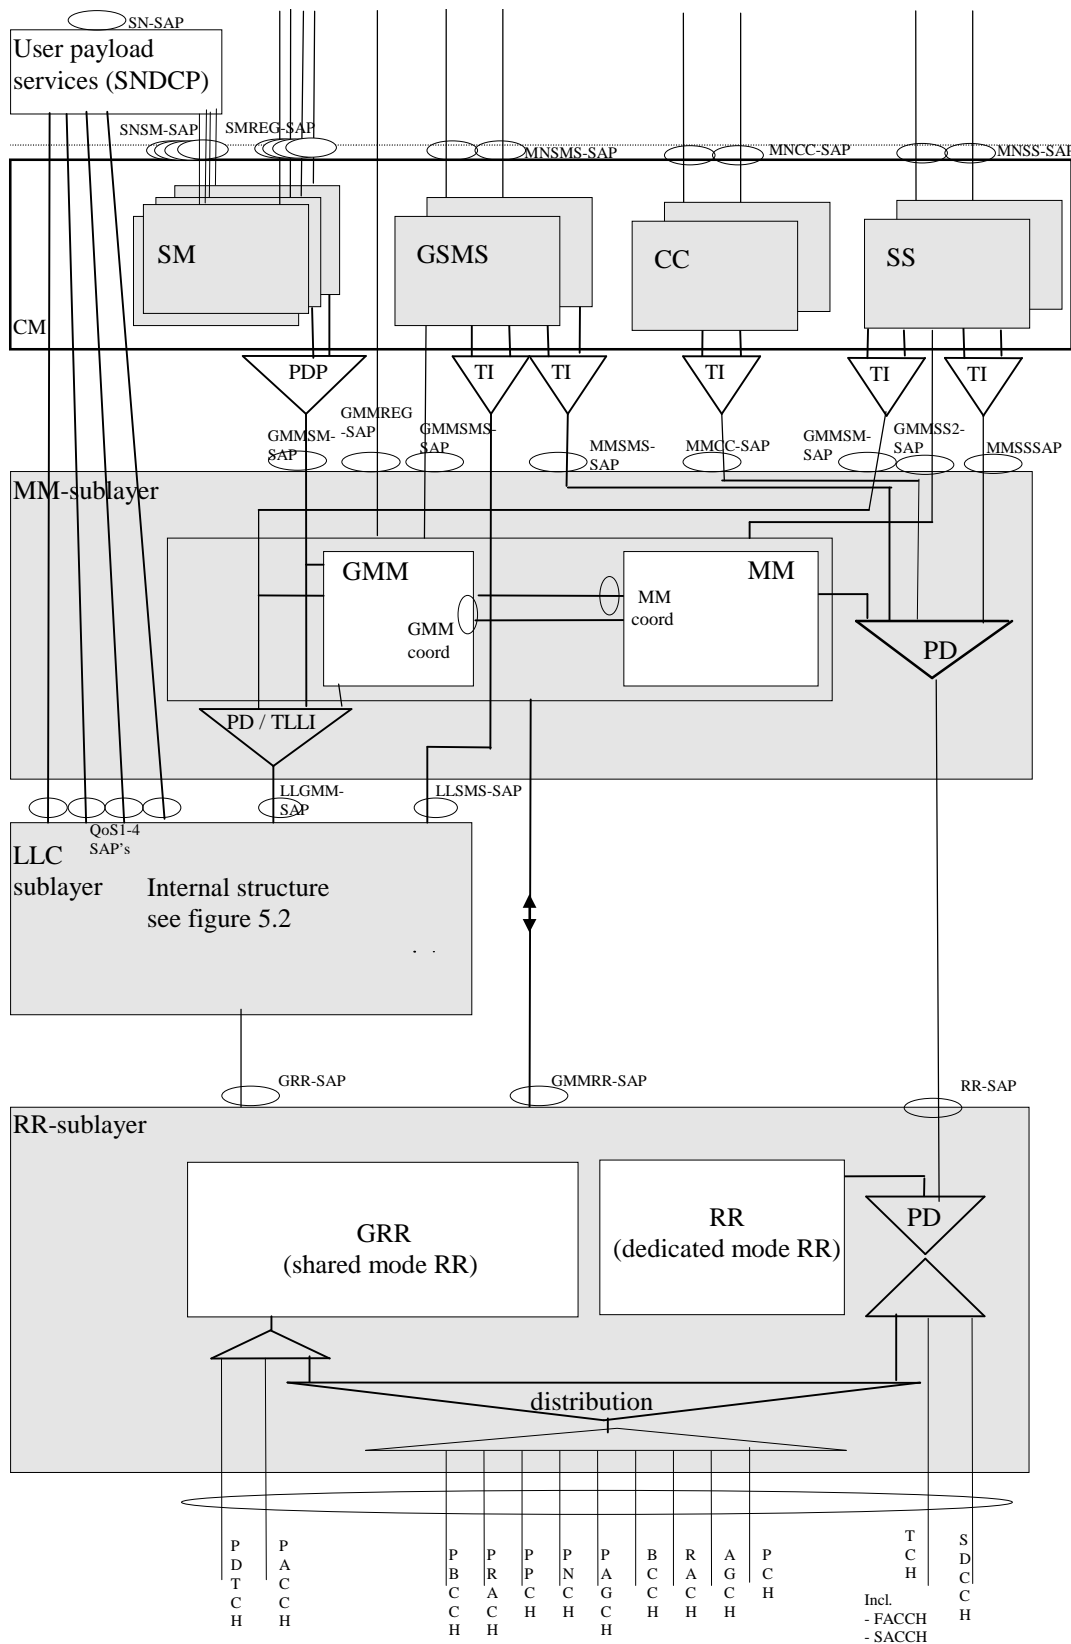 SN-SAP
User payload
services (SNDCP)
SNSM-SAP
SMREG-SAP
MNSMS-SAP
MNCC-SAP
MNSS-SAP
SM
GSMS
CC
SS
CM
PDP
TI
TI
TI
TI
TI
GMMSM-
SAP
GMMREG
-SAP
GMMSMS-
SAP
MMSMS-
SAP
MMCC-SAP
GMMSM-
SAP
GMMSS2-
SAP
MMSSSAP
MM-sublayer
GMM
MM
GMM
coord
MM
coord
PD
PD / TLLI
LLGMM-
SAP
LLSMS-SAP
QoS1-4
SAP's
LLC
sublayer
Internal structure
see figure 5.2
GRR-SAP
GMMRR-SAP
RR-SAP
RR-sublayer
GRR
(shared mode RR)
RR
(dedicated mode RR)
PD
distribution
PDTCH
PACCH
PBCCH
PRACH
PPCH
PNCH
PAGCH
BCCH
RACH
AGCH
PCH
TCH
SDCCH
Incl.
- FACCH
- SACCH